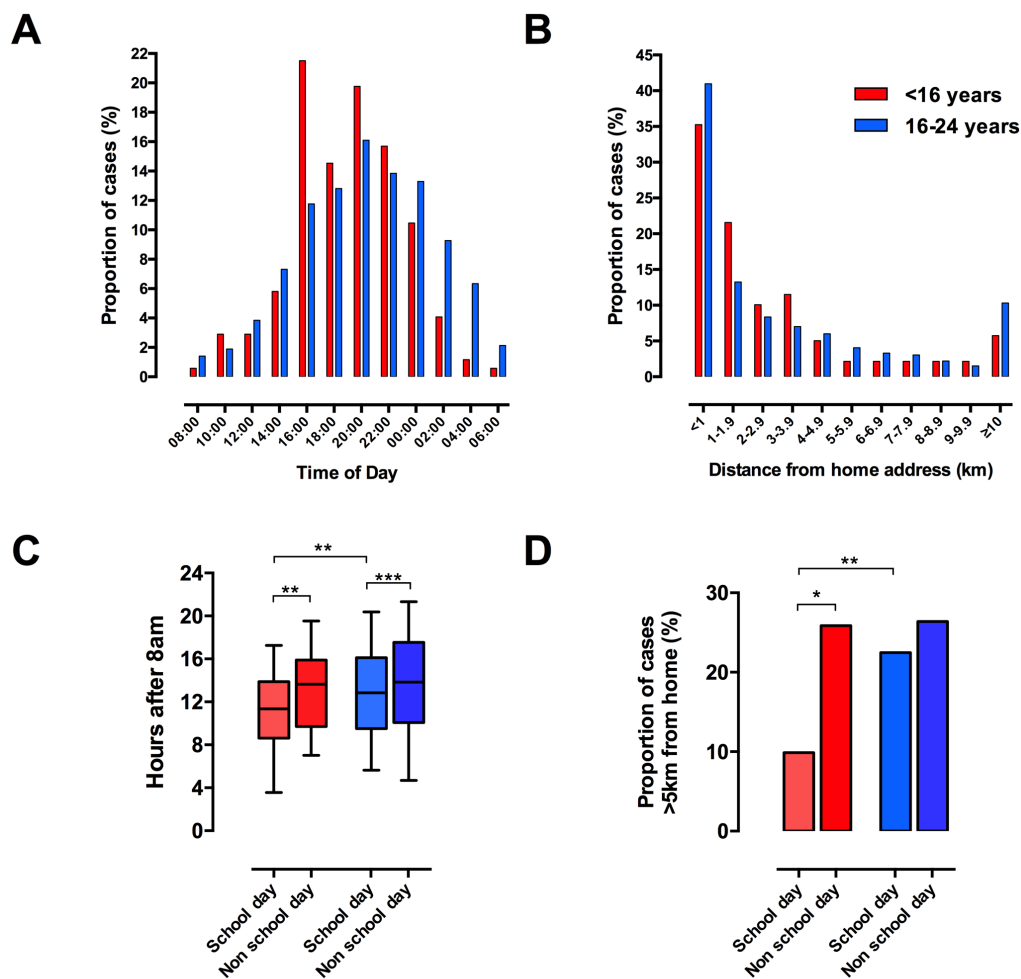 A
Proportion of cases (%)
22
20
18
16
14
12
10
8
6
4
2
0
08:00
10:00
12:00
14:00
16:00
18:00
20:00
22:00
00:00
02:00
04:00
06:00
Time of Day
B
Proportion of cases (%)
45
40
35
30
25
20
15
10
5
0
<16 years
16-24 years
<1
1-1.9
2-2.9
3-3.9
4-4.9
5-5.9
6-6.9
7-7.9
8-8.9
9-9.9
≥10
Distance from home address (km)
C
Hours after 8am
24
20
16
12
8
4
0
**
**
***
School day
Non school day
School day
Non school day
D
Proportion of cases
>5km from home (%)
30
20
10
0
**
*
School day
Non school day
School day
Non school day